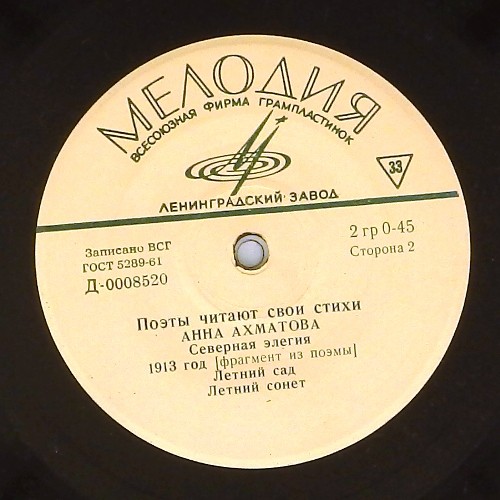 МЕЛОДИЯ
ВСЕСОЮЗНАЯ ФИРМА ГРАМПЛАСТИНОК
33
ЛЕНИНГРАДСКИЙ ЗАВОД
Записано ВСГ
ГОСТ 5289-61
Д-0008520
2 гр 0-45
Сторона 2
Поэты читают свои стихи
АННА АХМАТОВА
Северная элегия
1913 год [фрагмент из поэмы]
Летний сад
Летний сонет